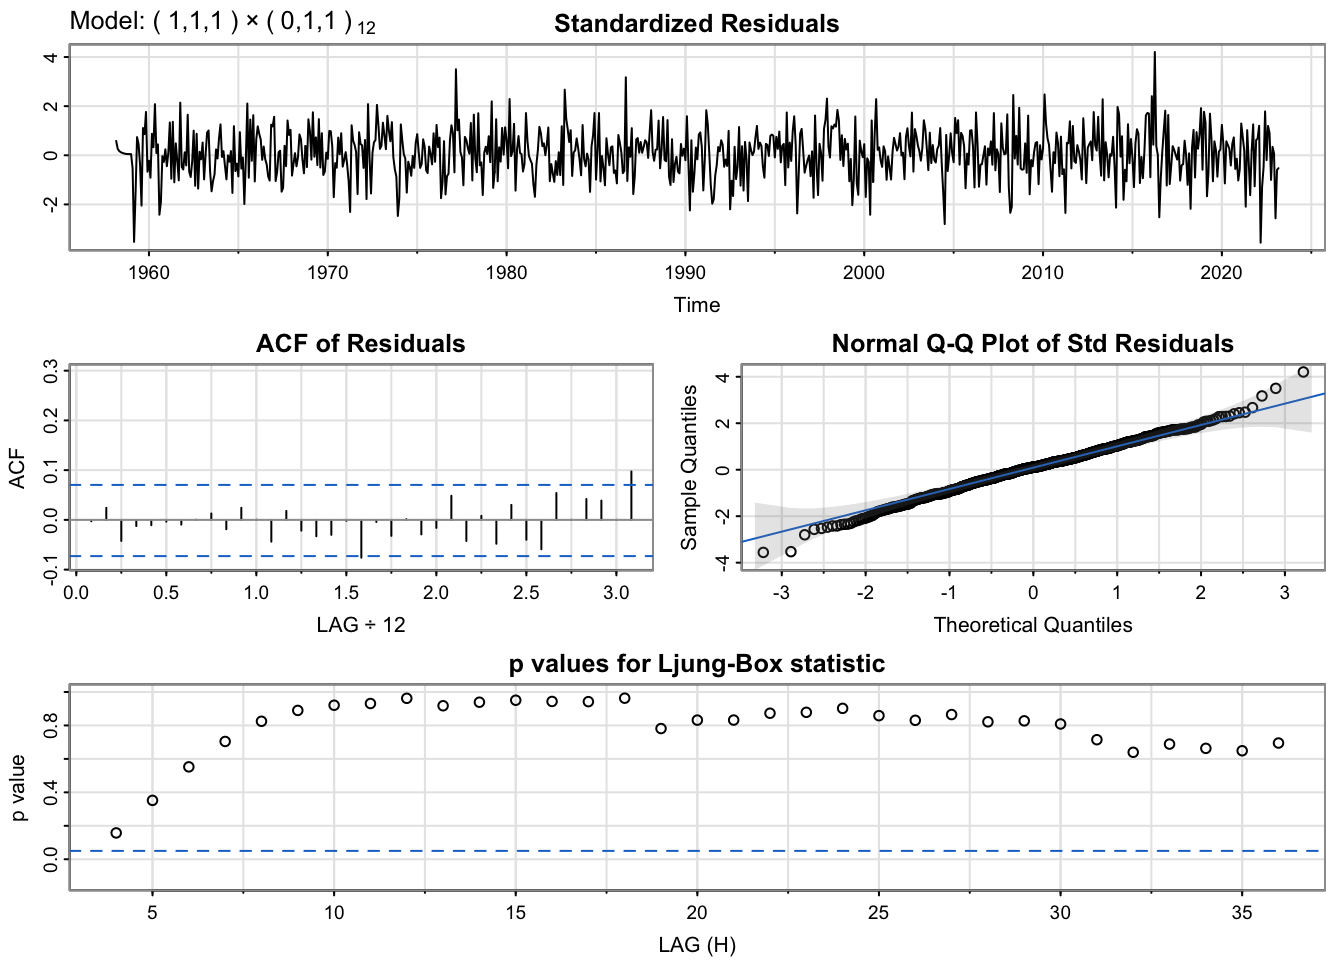 Model: ( 1,1,1 ) × ( 0,1,1 ) 12
Standardized Residuals
4
2
0
-2
1960 1970 1980 1990 2000 2010 2020
Time
ACF of Residuals
ACF
0.3
0.2
0.1
0.0
-0.1
0.0 0.5 1.0 1.5 2.0 2.5 3.0
LAG ÷ 12
Normal Q-Q Plot of Std Residuals
Sample Quantiles
4
2
0
-2
-4
-3 -2 -1 0 1 2 3
Theoretical Quantiles
p values for Ljung-Box statistic
p value
0.8
0.4
0.0
5 10 15 20 25 30 35
LAG (H)